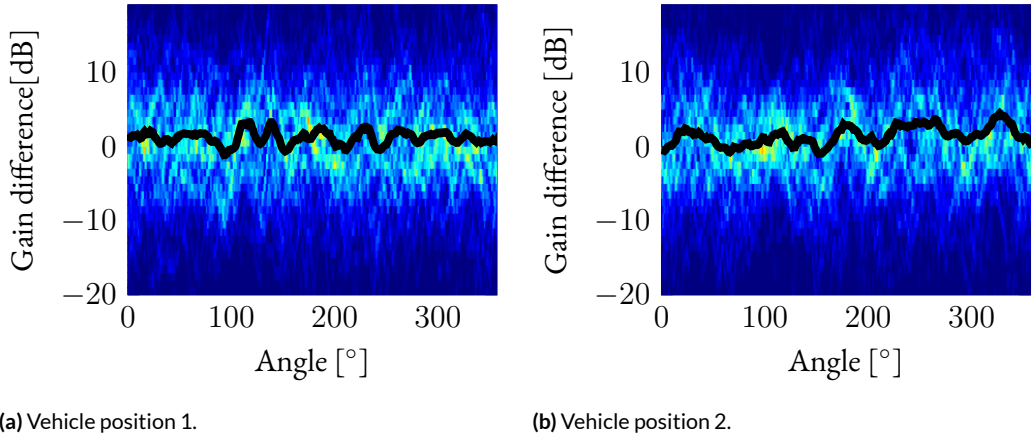 Gain difference[dB]
10
0
−10
−20
0 100 200 300
Angle [°]
(a) Vehicle position 1.
Gain difference [dB]
10
0
−10
−20
0 100 200 300
Angle [°]
(b) Vehicle position 2.